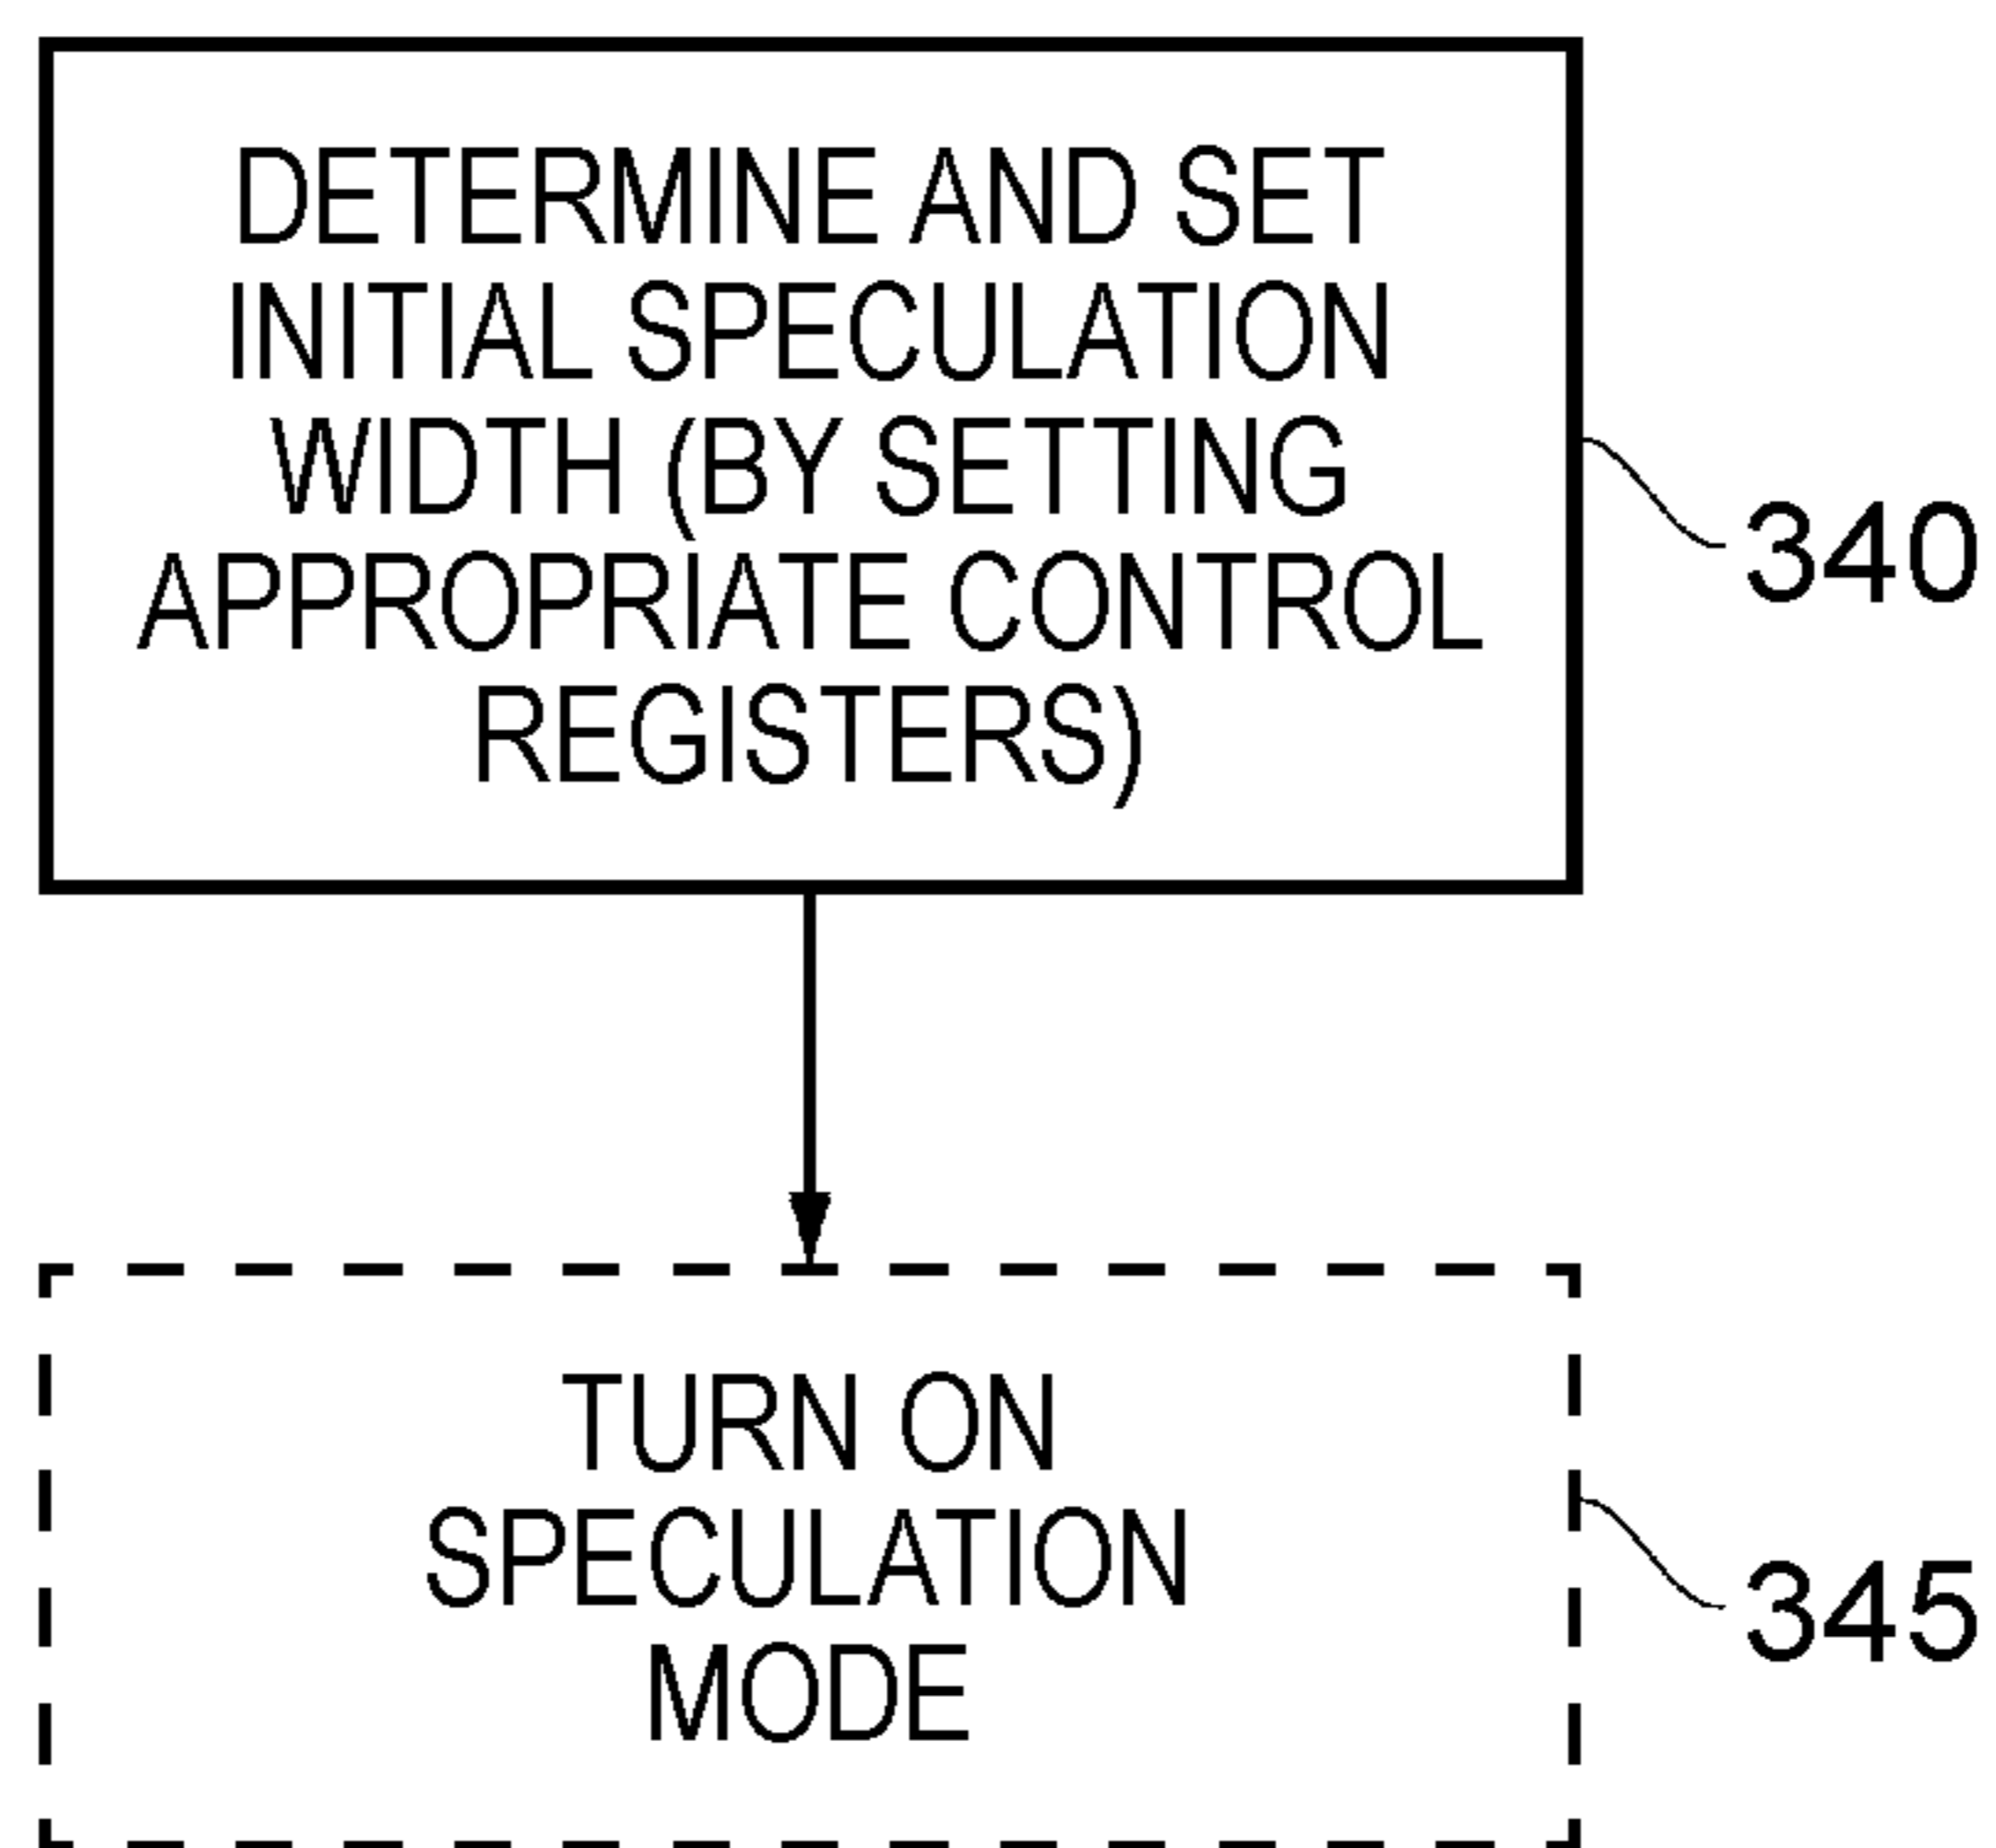 DETERMINE AND SET
INITIAL SPECULATION
WIDTH (BY SETTING
APPROPRIATE CONTROL
REGISTERS)
340
TURN ON
SPECULATION
MODE
345